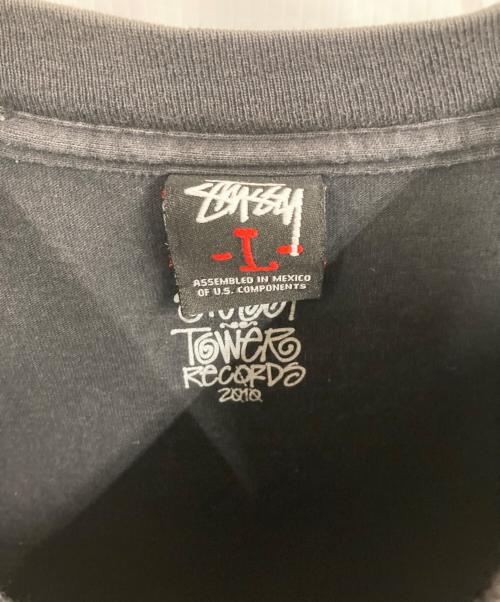 STUSSY
-L-
ASSEMBLED IN MEXICO
OF U.S. COMPONENTS
TOWER
RECORDS
2010